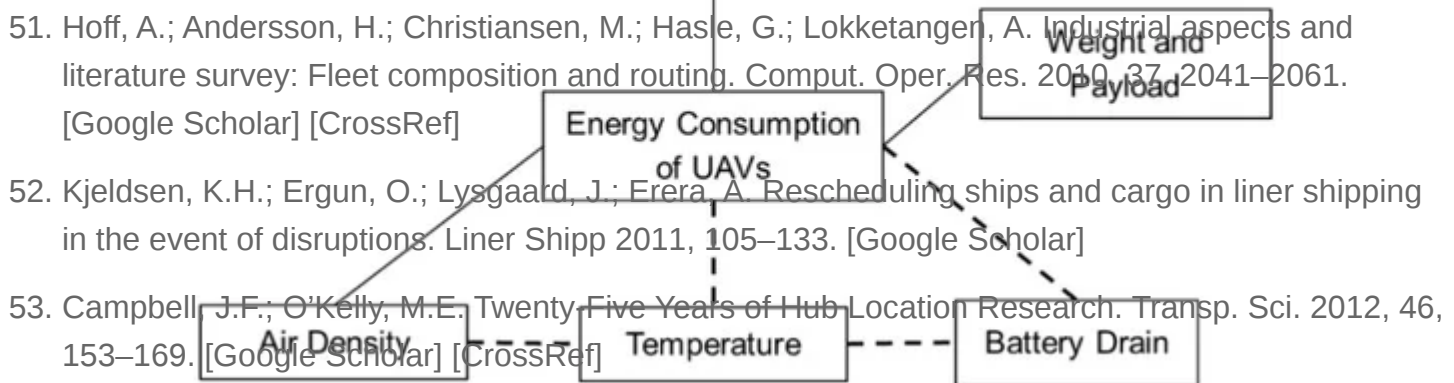 51. Hoff, A.; Andersson, H.; Christiansen, M.; Hasle, G.; Lokketangen, A. Industrial aspects and
literature survey: Fleet composition and routing. Comput. Oper. Res. 2010, 37, 2041–2061.
[Google Scholar] [CrossRef]
52. Kjeldsen, K.H.; Ergun, O.; Lysgaard, J.; Erera, A. Rescheduling ships and cargo in liner shipping
in the event of disruptions. Liner Shipp 2011, 105–133. [Google Scholar]
53. Campbell, J.F.; O'Kelly, M.E. Twenty-Five Years of Hub Location Research. Transp. Sci. 2012, 46,
153–169. [Google Scholar] [CrossRef]
Weight and
Payload
Energy Consumption
of UAVs
Air Density
Temperature
Battery Drain